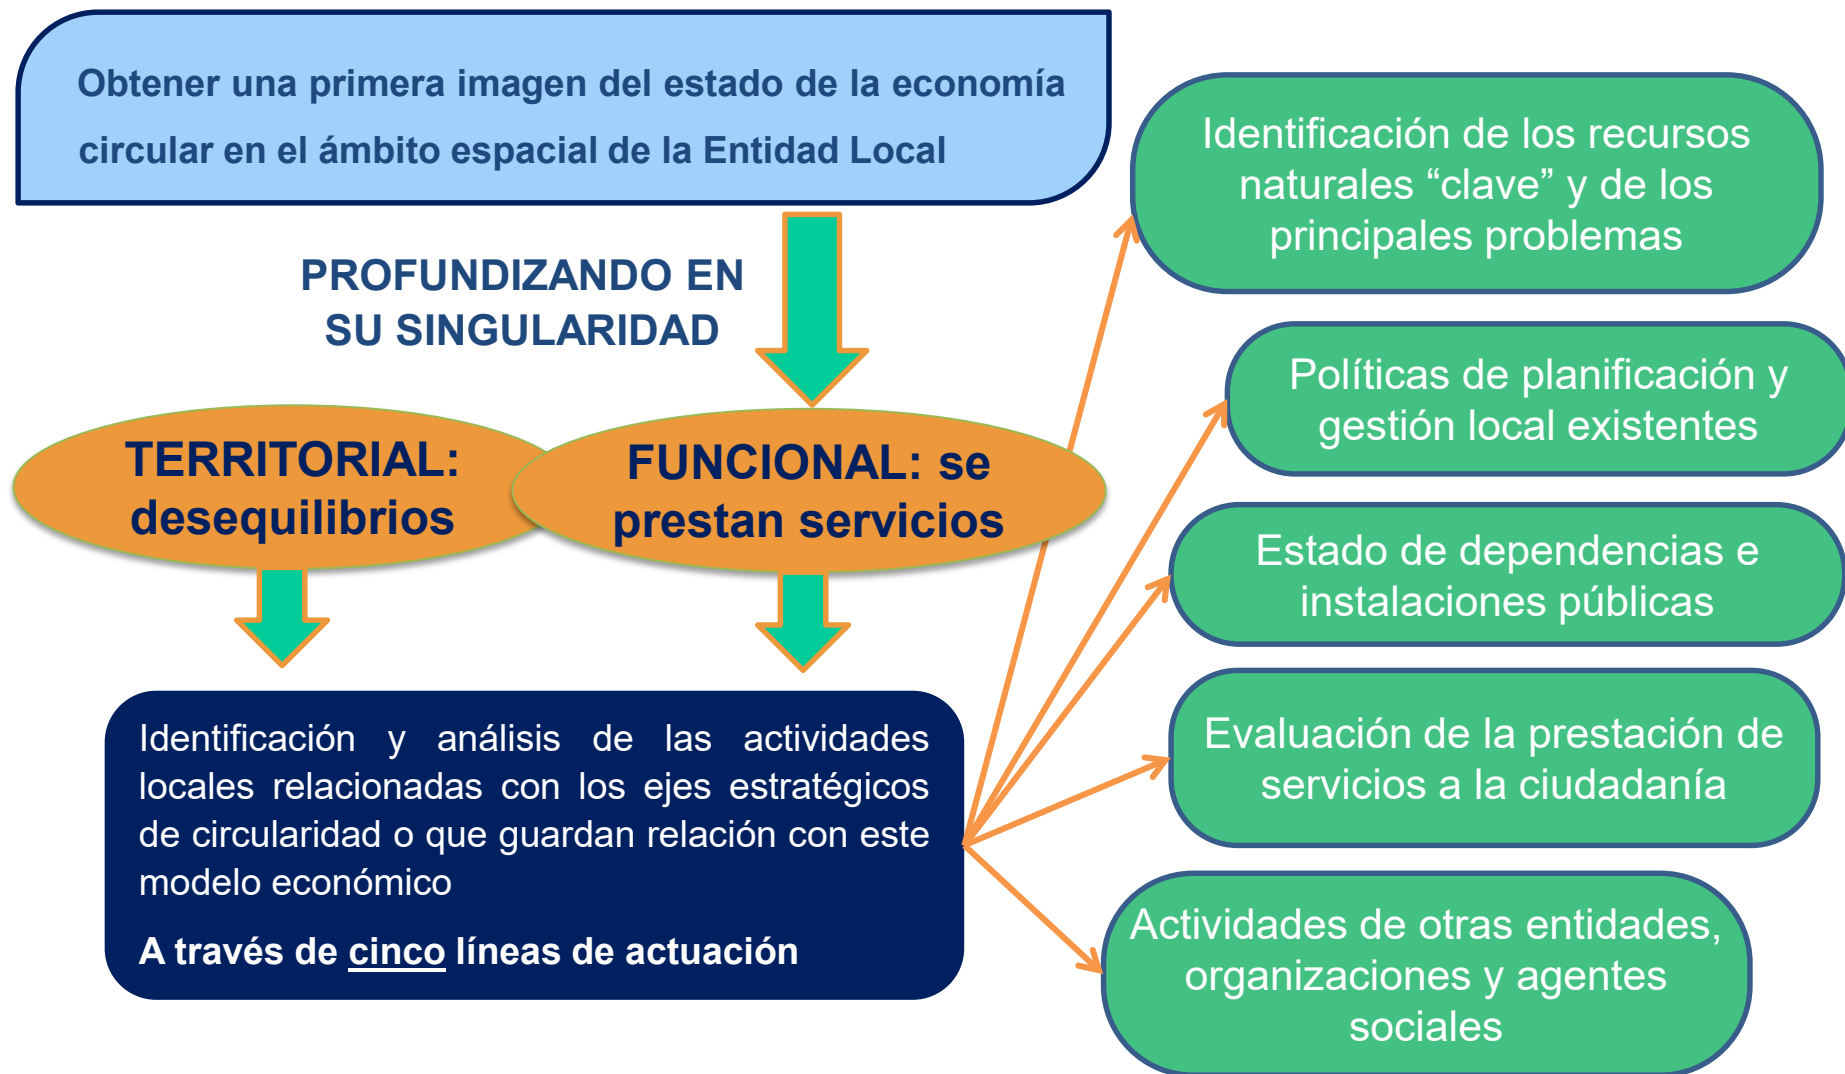 Obtener una primera imagen del estado de la economía
circular en el ámbito espacial de la Entidad Local
PROFUNDIZANDO EN
SU SINGULARIDAD
TERRITORIAL:
desequilibrios
FUNCIONAL: se
prestan servicios
Identificación y análisis de las actividades
locales relacionadas con los ejes estratégicos
de circularidad o que guardan relación con este
modelo económico
A través de cinco líneas de actuación
Identificación de los recursos
naturales “clave” y de los
principales problemas
Políticas de planificación y
gestión local existentes
Estado de dependencias e
instalaciones públicas
Evaluación de la prestación de
servicios a la ciudadanía
Actividades de otras entidades,
organizaciones y agentes
sociales